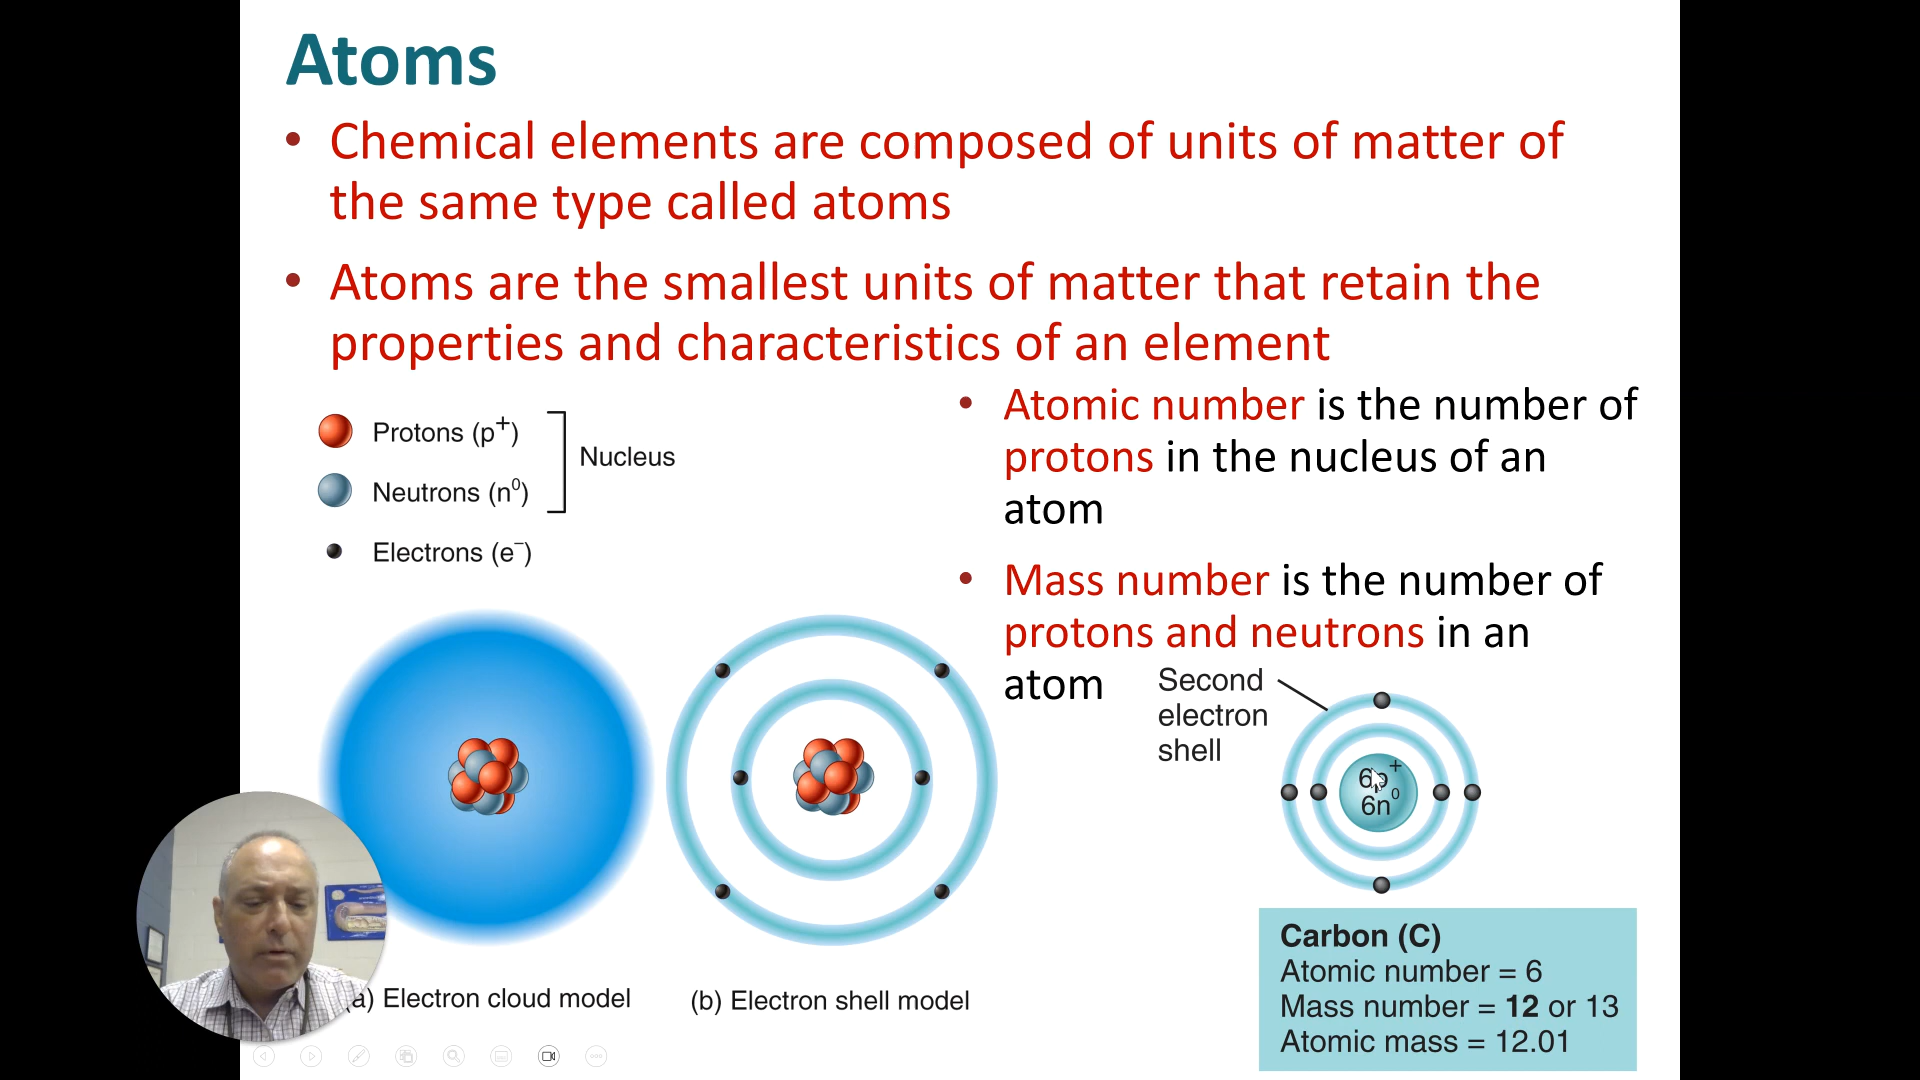 Atoms
• Chemical elements are composed of units of matter of
the same type called atoms
• Atoms are the smallest units of matter that retain the
properties and characteristics of an element
Protons (p⁺)
Neutrons (n⁰)
Nucleus
Electrons (e⁻)
• Atomic number is the number of
protons in the nucleus of an
atom
• Mass number is the number of
protons and neutrons in an
atom
Second
electron
shell
6p⁺
6n⁰
Carbon (C)
Atomic number = 6
Mass number = 12 or 13
Atomic mass = 12.01
a) Electron cloud model
(b) Electron shell model